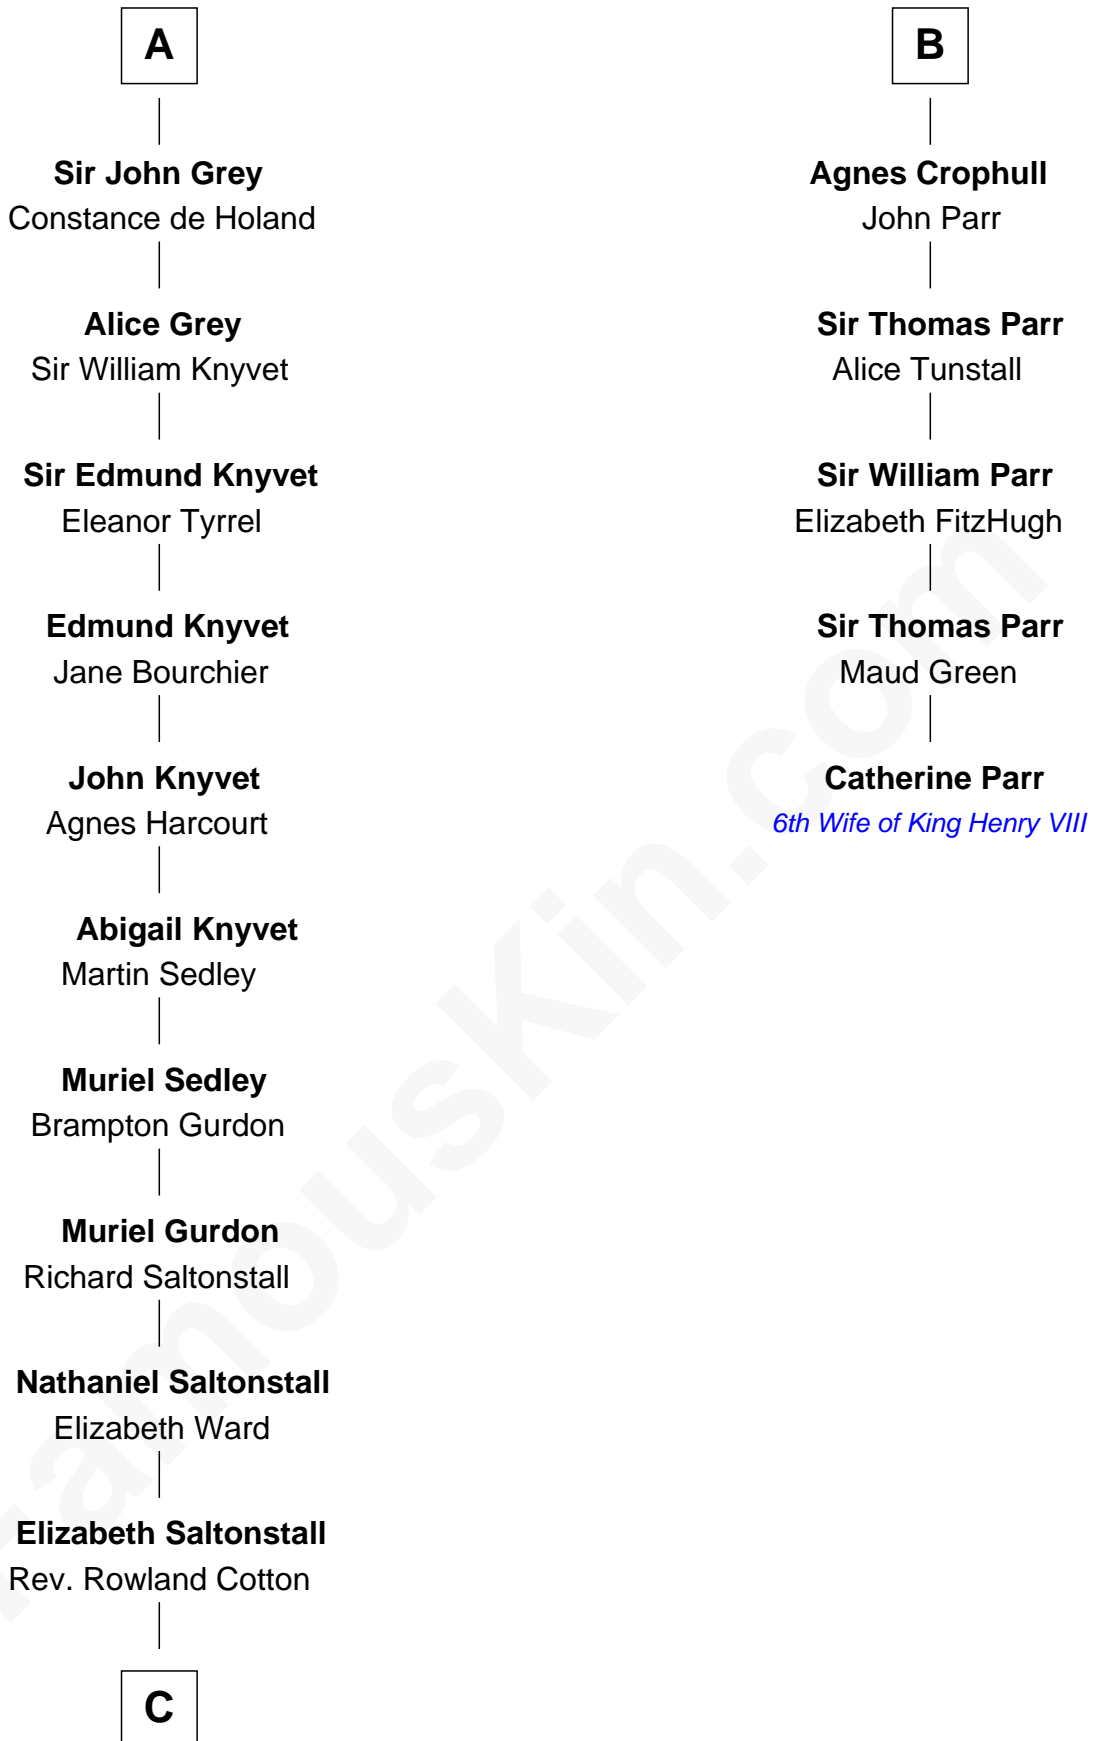 A
Sir John Grey
Constance de Holand
Alice Grey
Sir William Knyvet
Sir Edmund Knyvet
Eleanor Tyrrel
Edmund Knyvet
Jane Bourchier
John Knyvet
Agnes Harcourt
Abigail Knyvet
Martin Sedley
Muriel Sedley
Brampton Gurdon
Muriel Gurdon
Richard Saltonstall
Nathaniel Saltonstall
Elizabeth Ward
Elizabeth Saltonstall
Rev. Rowland Cotton
C
B
Agnes Crophull
John Parr
Sir Thomas Parr
Alice Tunstall
Sir William Parr
Elizabeth FitzHugh
Sir Thomas Parr
Maud Green
Catherine Parr
6th Wife of King Henry VIII
FamousKin.com